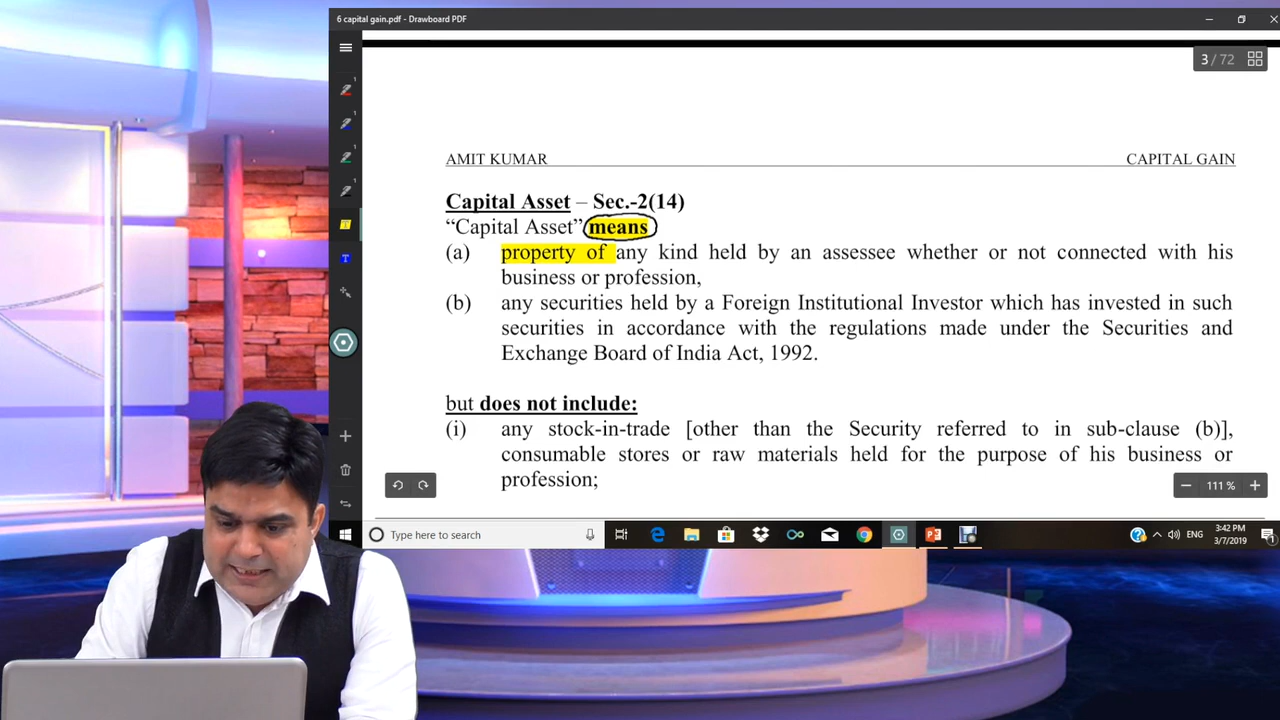 6 capital gain.pdf - Drawboard PDF
3 / 72
AMIT KUMAR CAPITAL GAIN
Capital Asset – Sec.-2(14)
“Capital Asset” means
(a) property of any kind held by an assessee whether or not connected with his
business or profession,
(b) any securities held by a Foreign Institutional Investor which has invested in such
securities in accordance with the regulations made under the Securities and
Exchange Board of India Act, 1992.
but does not include:
(i) any stock-in-trade [other than the Security referred to in sub-clause (b)],
consumable stores or raw materials held for the purpose of his business or
profession;
111 %
Type here to search
ENG
3:42 PM
3/7/2019